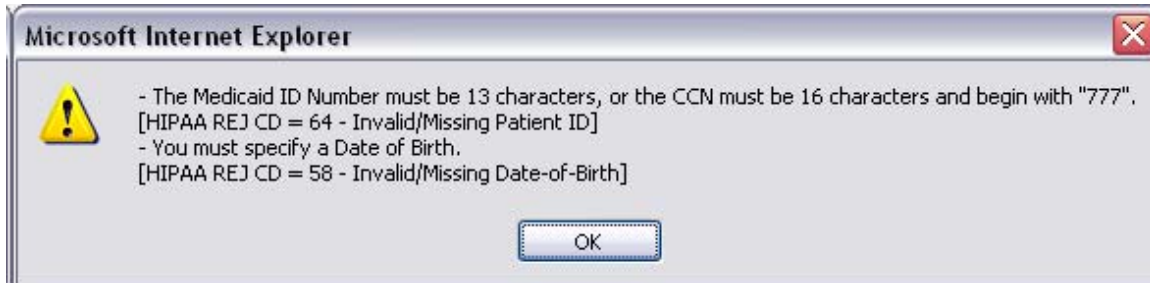 Microsoft Internet Explorer
- The Medicaid ID Number must be 13 characters, or the CCN must be 16 characters and begin with "777".
[HIPAA REJ CD = 64 - Invalid/Missing Patient ID]
- You must specify a Date of Birth.
[HIPAA REJ CD = 58 - Invalid/Missing Date-of-Birth]
OK